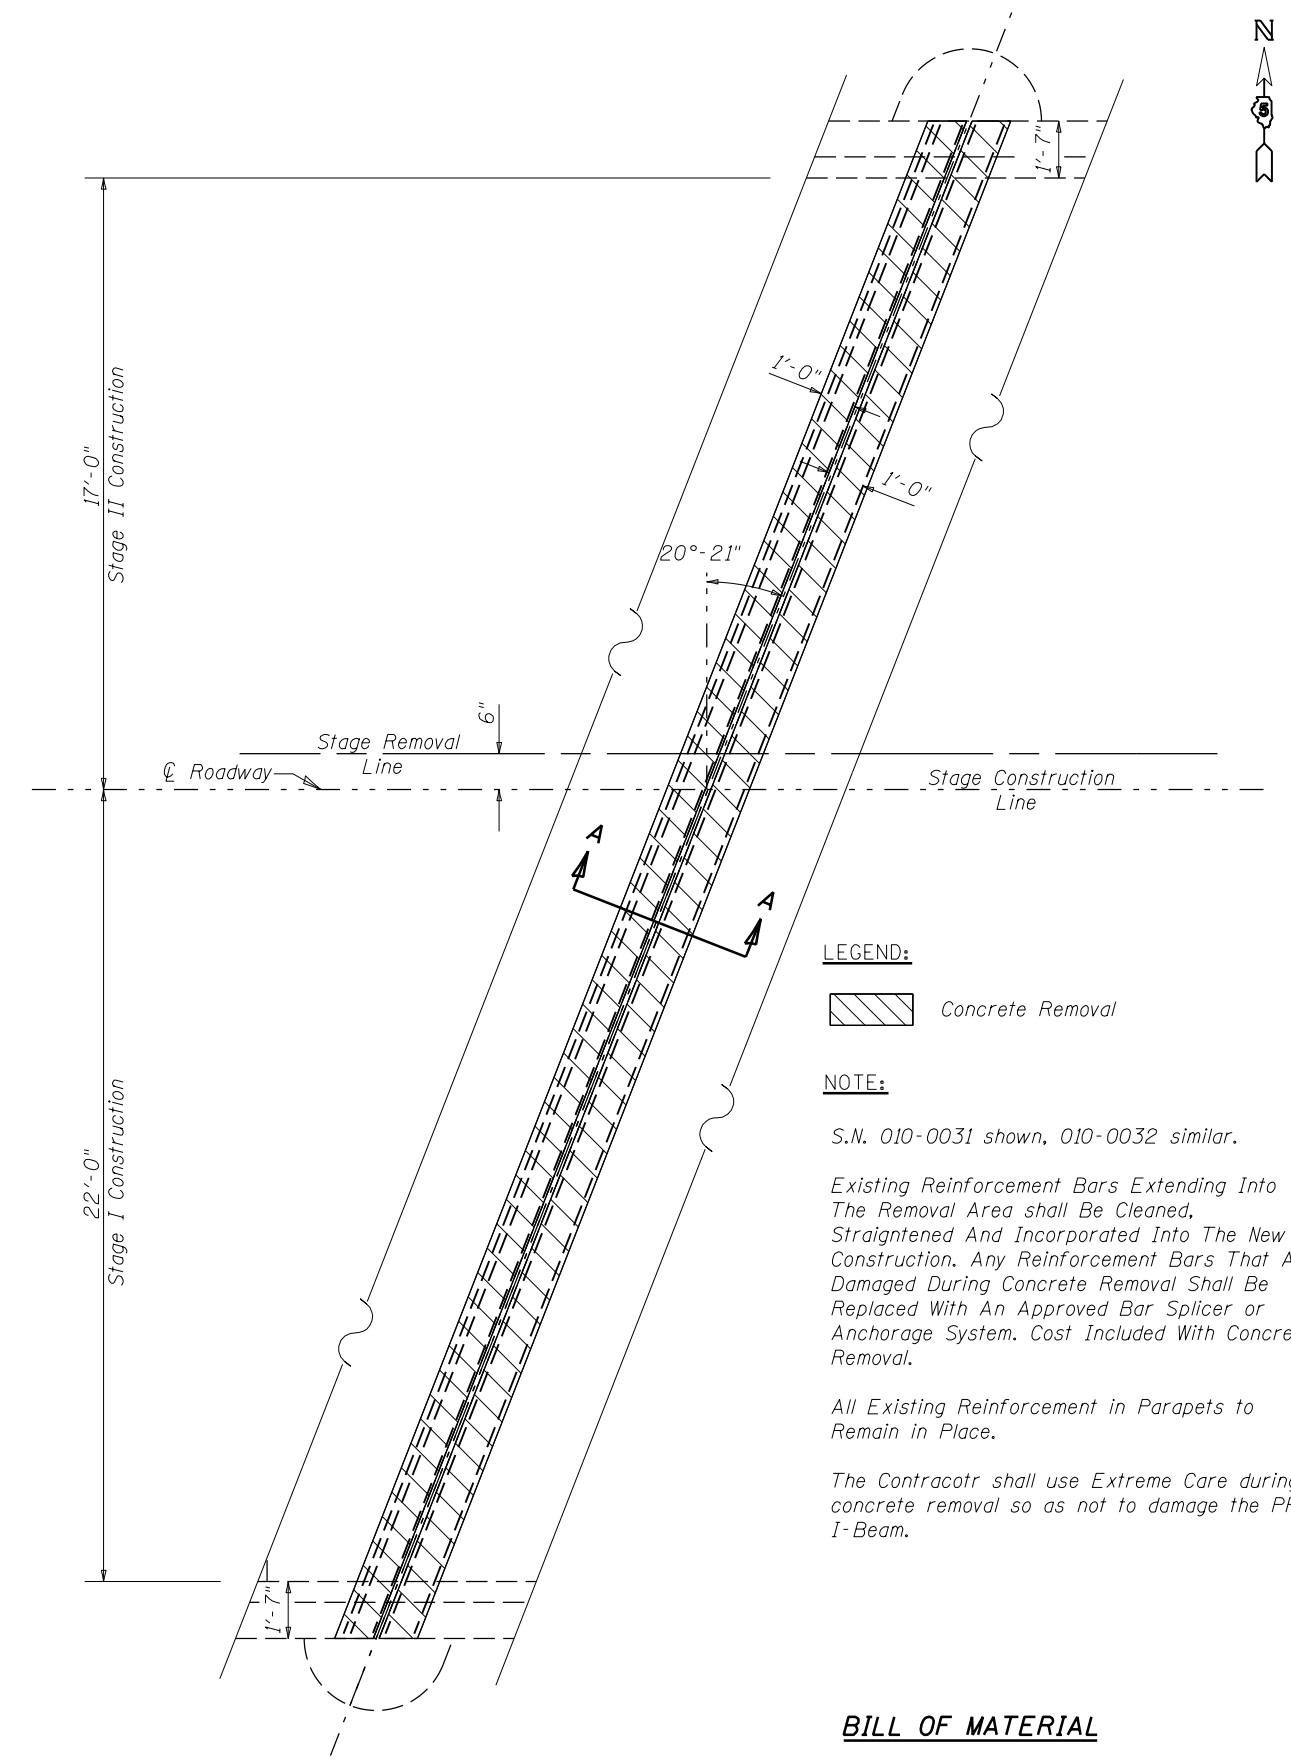 N
5
1'-7"
17'-0"
Stage II Construction
1'-0"
1'-0"
20°-21"
6"
Stage Removal
Line
℄ Roadway
Stage Construction
Line
A
A
22'-0"
Stage I Construction
LEGEND:
Concrete Removal
NOTE:
S.N. 010-0031 shown, 010-0032 similar.
Existing Reinforcement Bars Extending Into
The Removal Area shall Be Cleaned,
Straigntened And Incorporated Into The New
Construction. Any Reinforcement Bars That
Damaged During Concrete Removal Shall Be
Replaced With An Approved Bar Splicer or
Anchorage System. Cost Included With Concre
Removal.
All Existing Reinforcement in Parapets to
Remain in Place.
The Contracotr shall use Extreme Care during
concrete removal so as not to damage the
I-Beam.
1'-7"
BILL OF MATERIAL